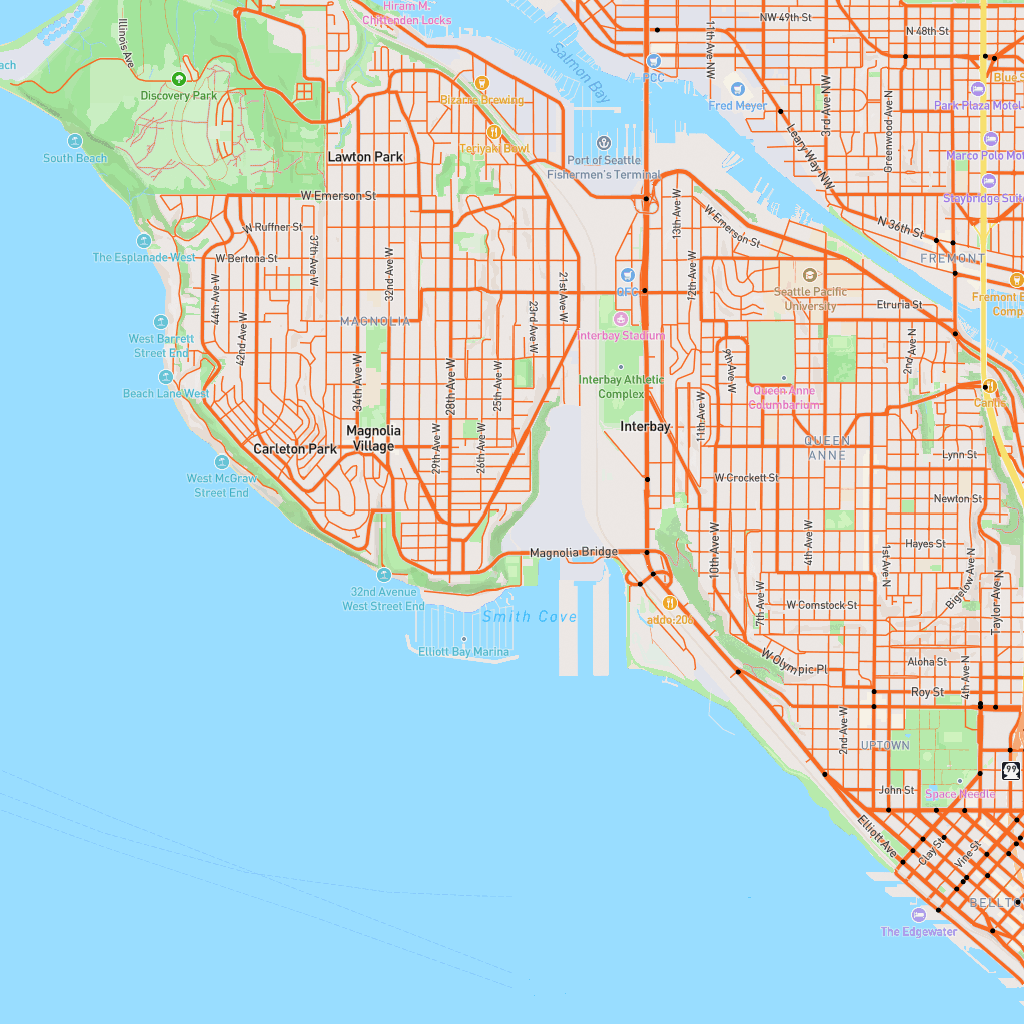 Hiram M.
Chittenden Locks
NW 49th St
N 48th St
Illinois Ave
11th Ave NW
Salmon Bay
PCC
Blue S
Discovery Park
Bizarre Brewing
Fred Meyer
Park Plaza Motel
3rd Ave NW
Greenwood Ave N
Leary Way NW
South Beach
Teriyaki Bowl
Lawton Park
Port of Seattle
Fishermen's Terminal
Marco Polo Mot
Staybridge Suite
W Emerson St
13th Ave W
W Emerson St
N 36th St
W Ruffner St
37th Ave W
32nd Ave W
The Esplanade West
W Bertona St
FREMONT
44th Ave W
21st Ave W
QFC
12th Ave W
Seattle Pacific
University
Fremont B
Comp
Etruria St
MAGNOLIA
23rd Ave W
Interbay Stadium
42nd Ave W
West Barrett
Street End
2nd Ave N
34th Ave W
28th Ave W
25th Ave W
Interbay Athletic
Complex
9th Ave W
Beach Lane West
Queen Anne
Columbarium
Canlis
11th Ave W
Magnolia
Village
Interbay
Carleton Park
29th Ave W
26th Ave W
QUEEN
ANNE
Lynn St
West McGraw
Street End
W Crockett St
Newton St
10th Ave W
4th Ave W
1st Ave N
Hayes St
Magnolia Bridge
Bigelow Ave N
Taylor Ave N
32nd Avenue
West Street End
7th Ave W
W Comstock St
Smith Cove
Elliott Bay Marina
W Olympic Pl
Aloha St
4th Ave N
Roy St
2nd Ave W
UPTOWN
99
John St
Space Needle
Elliott Ave
Clay St
Vine St
BELLTO
The Edgewater